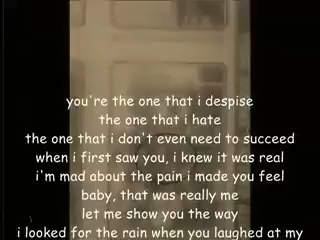 you're the one that i despise
the one that i hate
the one that i don't even need to succeed
when i first saw you, i knew it was real
i'm mad about the pain i made you feel
baby, that was really me
let me show you the way
i looked for the rain when you laughed at my